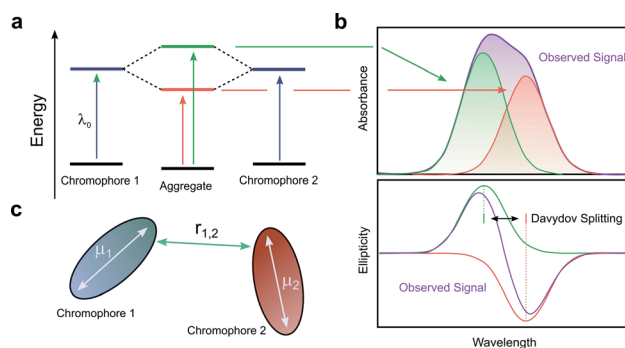 a
Energy
λ₀
Chromophore 1
Aggregate
Chromophore 2
b
Observed Signal
Absorbance
Davydov Splitting
Ellipticity
Observed Signal
Wavelength
c
r₁,₂
μ₁
μ₂
Chromophore 1
Chromophore 2